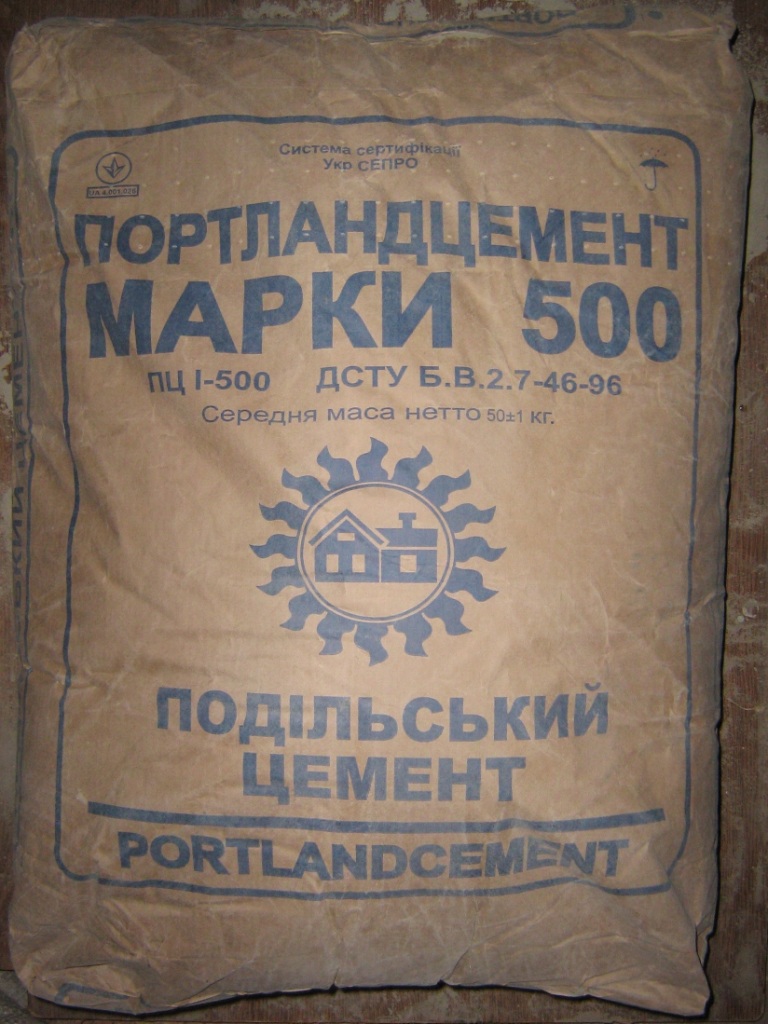 Система сертифікації
Укр СЕПРО
ПОРТЛАНДЦЕМЕНТ
МАРКИ 500
ПЦ І-500 ДСТУ Б.В.2.7-46-96
Середня маса нетто 50±1 кг.
ПОДІЛЬСЬКИЙ
ЦЕМЕНТ
PORTLANDCEMENT